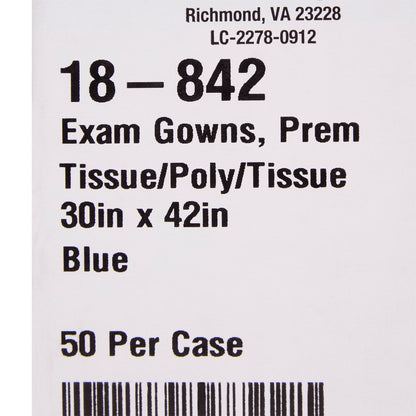 Richmond, VA 23228
LC-2278-0912
18–842
Exam Gowns, Prem
Tissue/Poly/Tissue
30in x 42in
Blue
50 Per Case